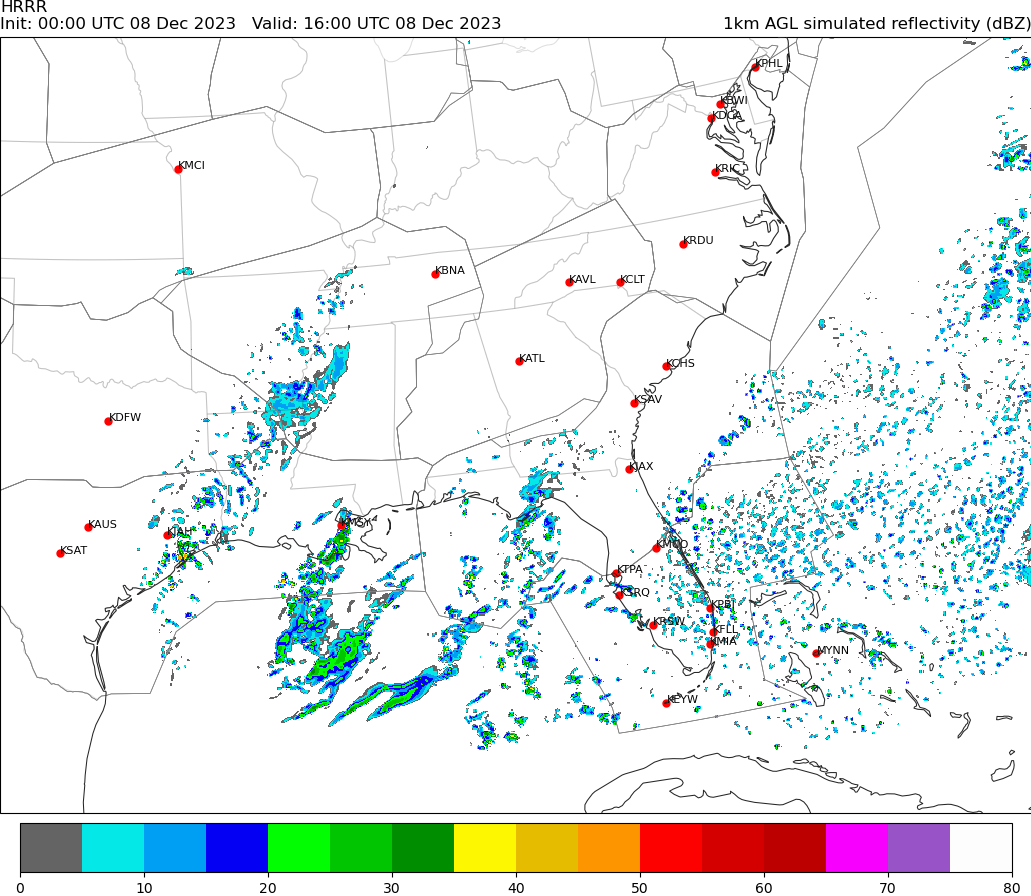 HRRR
Init: 00:00 UTC 08 Dec 2023   Valid: 16:00 UTC 08 Dec 2023   1km AGL simulated reflectivity (dBZ)
KPHL
KBWI
KDCA
KMCI
KRIC
KRDU
KBNA
KAVL
KCLT
KATL
KCHS
KSAV
KDFW
KJAX
KAUS
KMSY
KIAH
KSAT
KMCO
KTPA
KSRQ
KPBI
KRSW
KFLL
KMIA
MYNN
KEYW
0 10 20 30 40 50 60 70 80